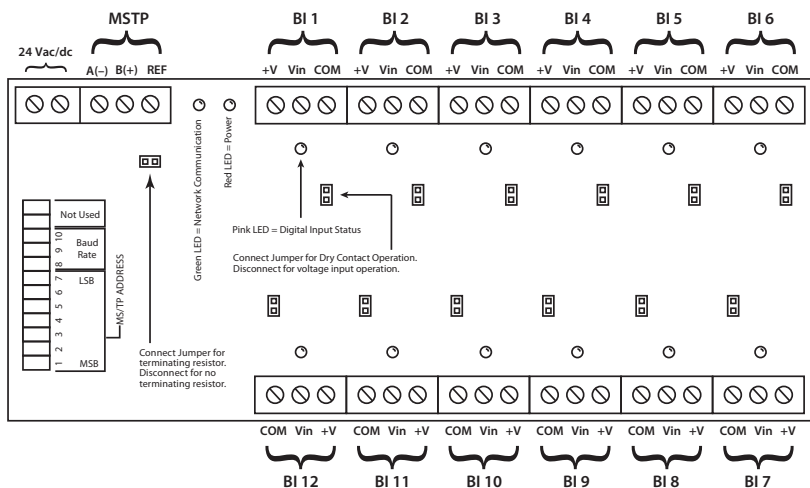 MSTP
BI 1 BI 2 BI 3 BI 4 BI 5 BI 6
24 Vac/dc
A(–) B(+) REF
+V Vin COM +V Vin COM +V Vin COM +V Vin COM +V Vin COM +V Vin COM
Green LED = Network Communication
Red LED = Power
Pink LED = Digital Input Status
Connect Jumper for Dry Contact Operation.
Disconnect for voltage input operation.
Not Used
Baud
Rate
LSB
MSB
1 2 3 4 5 6 7 8 9 10
MS/TP ADDRESS
Connect Jumper for
terminating resistor.
Disconnect for no
terminating resistor.
COM Vin +V COM Vin +V COM Vin +V COM Vin +V COM Vin +V COM Vin +V
BI 12 BI 11 BI 10 BI 9 BI 8 BI 7